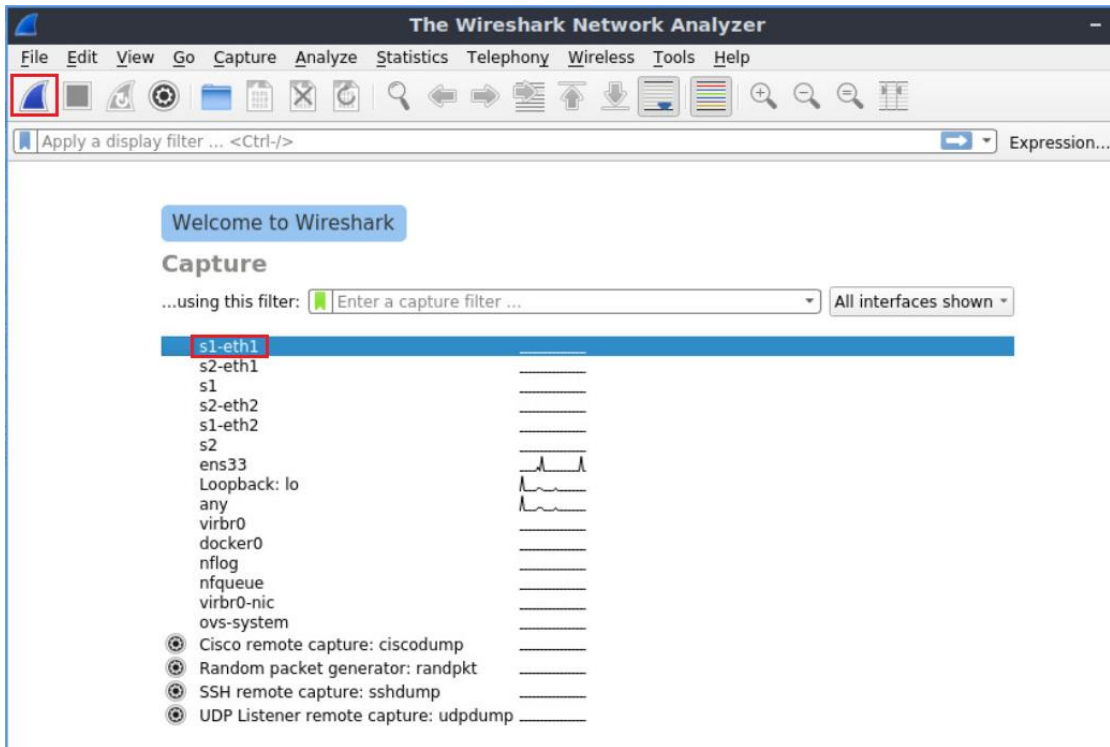 The Wireshark Network Analyzer
File Edit View Go Capture Analyze Statistics Telephony Wireless Tools Help
Apply a display filter ... <Ctrl-/>
Expression...
Welcome to Wireshark
Capture
...using this filter: Enter a capture filter ... All interfaces shown
s1-eth1
s2-eth1
s1
s2-eth2
s1-eth2
s2
ens33
Loopback: lo
any
virbr0
docker0
nflog
nfqueue
virbr0-nic
ovs-system
Cisco remote capture: ciscodump
Random packet generator: randpkt
SSH remote capture: sshdump
UDP Listener remote capture: udpdump